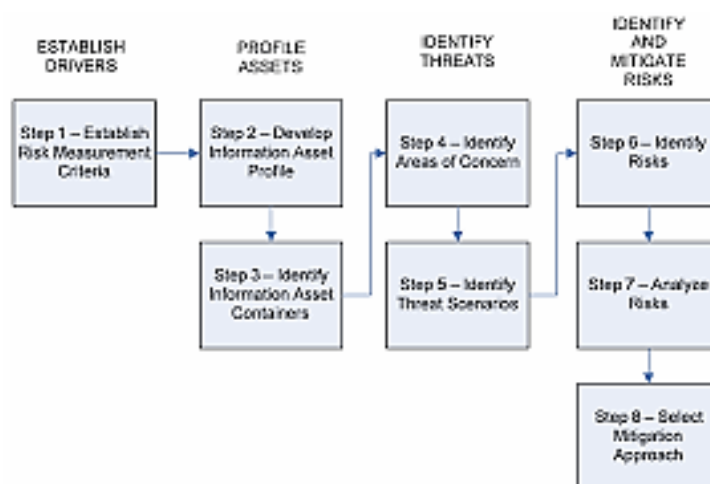 ESTABLISH
DRIVERS
PROFILE
ASSETS
IDENTIFY
THREATS
IDENTIFY
AND
MITIGATE
RISKS
Step 1 – Establish
Risk Measurement
Criteria
Step 2 – Develop
Information Asset
Profile
Step 3 – Identify
Information Asset
Containers
Step 4 – Identify
Areas of Concern
Step 5 – Identify
Threat Scenarios
Step 6 – Identify
Risks
Step 7 – Analyze
Risks
Step 8 – Select
Mitigation
Approach